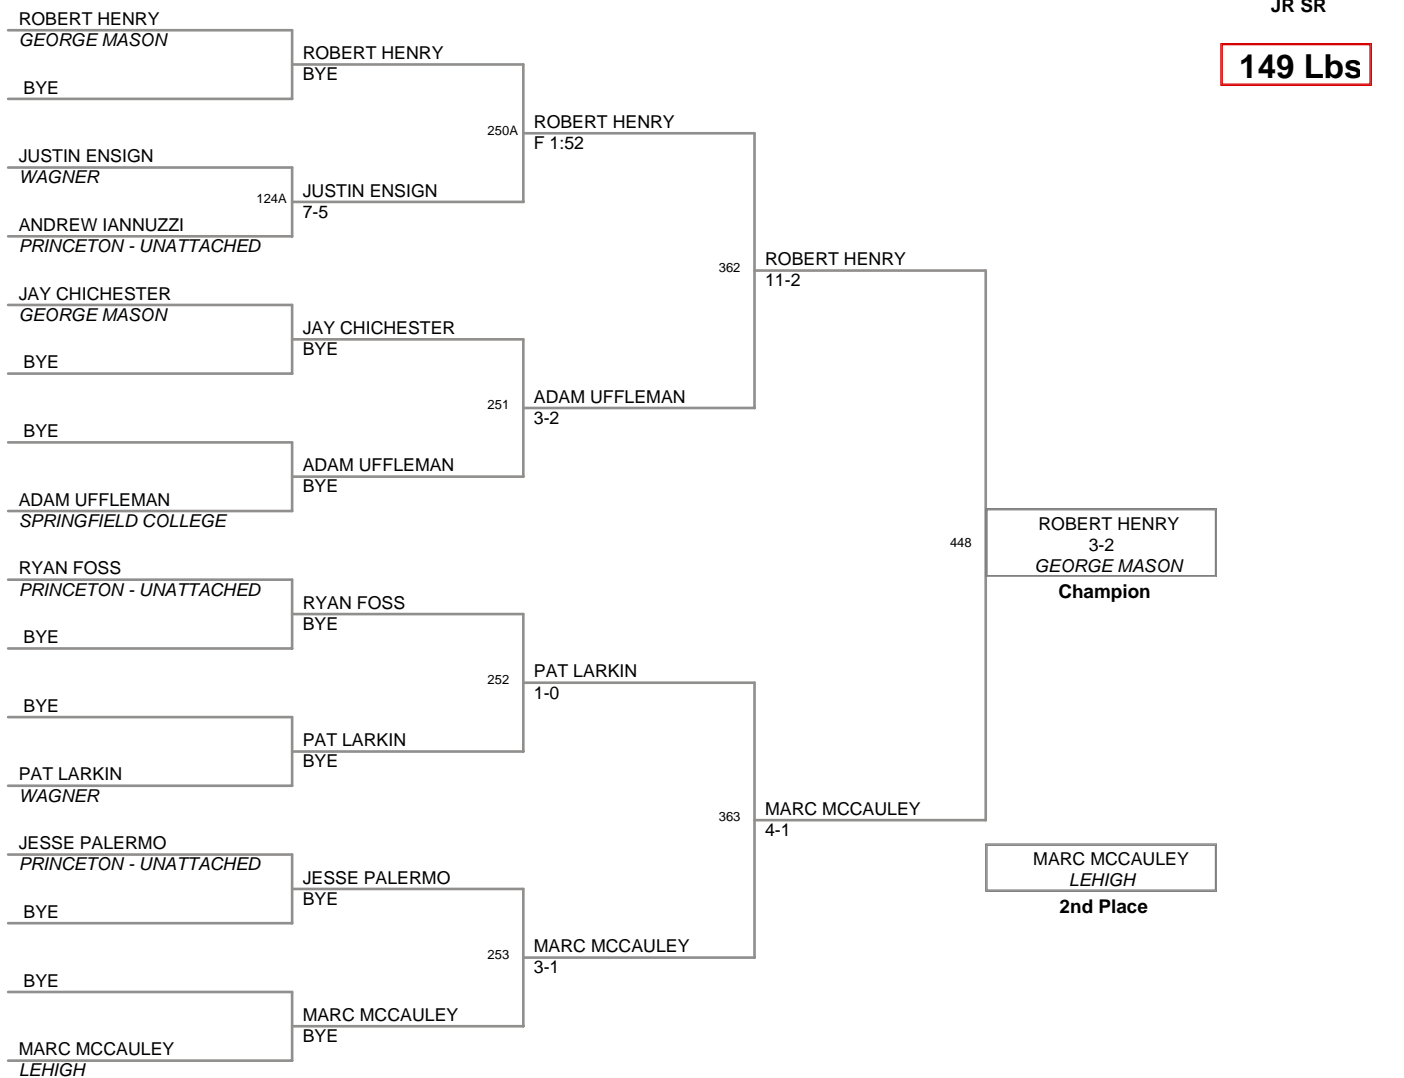 JR SR
149 Lbs
ROBERT HENRY
GEORGE MASON
BYE
JUSTIN ENSIGN
WAGNER
ANDREW IANNUZZI
PRINCETON - UNATTACHED
JAY CHICHESTER
GEORGE MASON
BYE
BYE
ADAM UFFLEMAN
SPRINGFIELD COLLEGE
RYAN FOSS
PRINCETON - UNATTACHED
BYE
BYE
PAT LARKIN
WAGNER
JESSE PALERMO
PRINCETON - UNATTACHED
BYE
BYE
MARC MCCAULEY
LEHIGH
ROBERT HENRY
BYE
124A
JUSTIN ENSIGN
7-5
JAY CHICHESTER
BYE
ADAM UFFLEMAN
BYE
RYAN FOSS
BYE
PAT LARKIN
BYE
JESSE PALERMO
BYE
MARC MCCAULEY
BYE
250A
ROBERT HENRY
F 1:52
251
ADAM UFFLEMAN
3-2
252
PAT LARKIN
1-0
253
MARC MCCAULEY
3-1
362
ROBERT HENRY
11-2
363
MARC MCCAULEY
4-1
448
ROBERT HENRY
3-2
GEORGE MASON
Champion
MARC MCCAULEY
LEHIGH
2nd Place